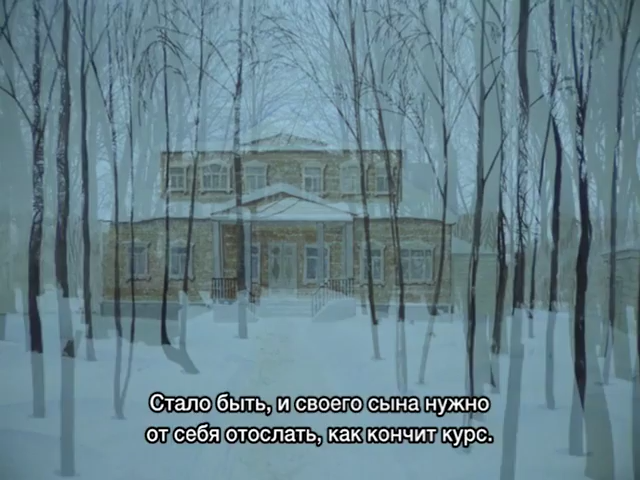 Стало быть, и своего сына нужно
от себя отослать, как кончит курс.